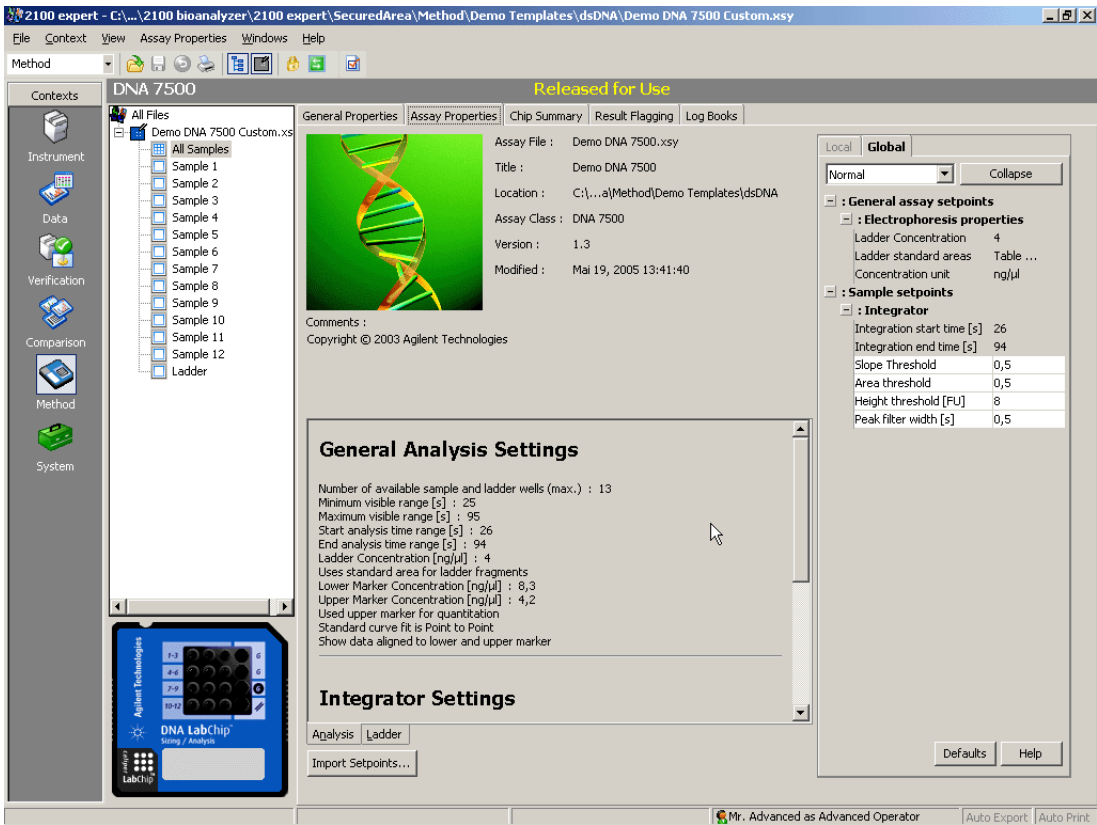 2100 expert - C:\...\2100 bioanalyzer\2100 expert\SecuredArea\Method\Demo Templates\dsDNA\Demo DNA 7500 Custom.xsy
File Context View Assay Properties Windows Help
Method
Contexts
Instrument
Data
Verification
Comparison
Method
System
DNA 7500
Released for Use
All Files
Demo DNA 7500 Custom.xs
All Samples
Sample 1
Sample 2
Sample 3
Sample 4
Sample 5
Sample 6
Sample 7
Sample 8
Sample 9
Sample 10
Sample 11
Sample 12
Ladder
Agilent Technologies
1-3 G
4-6 G
7-9 G
10-12
DNA LabChip
Sizing / Analysis
caliper
LabChip
General Properties Assay Properties Chip Summary Result Flagging Log Books
Assay File : Demo DNA 7500.xsy
Title : Demo DNA 7500
Location : C:\...a\Method\Demo Templates\dsDNA
Assay Class : DNA 7500
Version : 1.3
Modified : Mai 19, 2005 13:41:40
Comments :
Copyright © 2003 Agilent Technologies
General Analysis Settings
Number of available sample and ladder wells (max.) : 13
Minimum visible range [s] : 25
Maximum visible range [s] : 95
Start analysis time range [s] : 26
End analysis time range [s] : 94
Ladder Concentration [ng/µl] : 4
Uses standard area for ladder fragments
Lower Marker Concentration [ng/µl] : 8,3
Upper Marker Concentration [ng/µl] : 4,2
Used upper marker for quantitation
Standard curve fit is Point to Point
Show data aligned to lower and upper marker
Integrator Settings
Analysis Ladder
Import Setpoints...
Local Global
Normal Collapse
: General assay setpoints
: Electrophoresis properties
Ladder Concentration 4
Ladder standard areas Table ...
Concentration unit ng/µl
: Sample setpoints
: Integrator
Integration start time [s] 26
Integration end time [s] 94
Slope Threshold 0,5
Area threshold 0,5
Height threshold [FU] 8
Peak filter width [s] 0,5
Defaults Help
Mr. Advanced as Advanced Operator Auto Export Auto Print